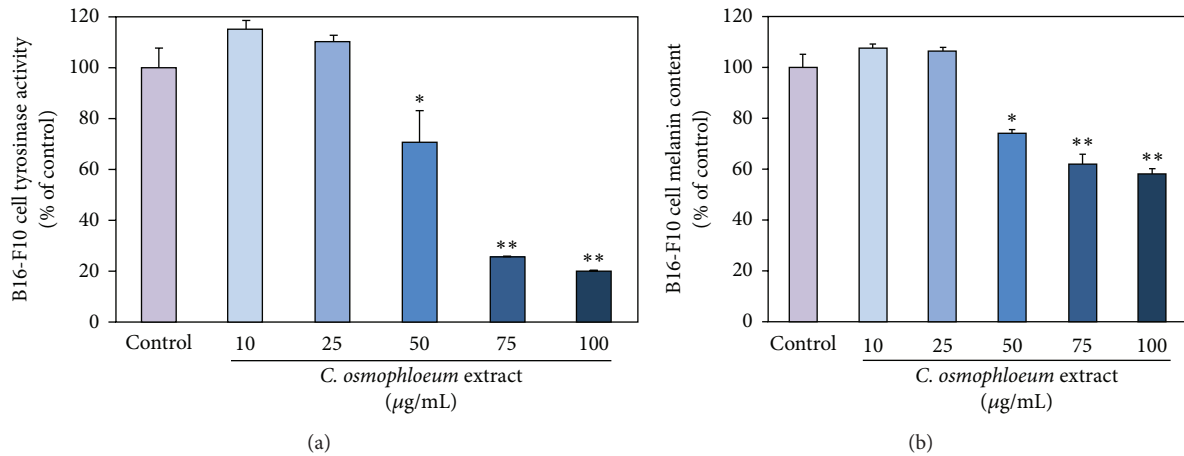 B16-F10 cell tyrosinase activity
(% of control)
120
100
80
60
40
20
0
*
**
**
Control
10
25
50
75
100
C. osmophloeum extract
(μg/mL)
(a)
B16-F10 cell melanin content
(% of control)
120
100
80
60
40
20
0
*
**
**
Control
10
25
50
75
100
C. osmophloeum extract
(μg/mL)
(b)